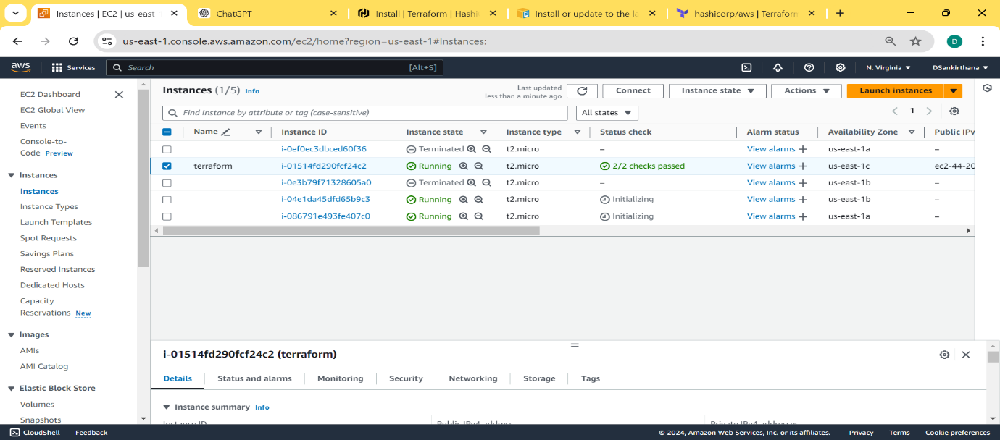 Instances | EC2 | us-east-
ChatGPT
Install | Terraform | Hashi
Install or update to the la
hashicorp/aws | Terraform
us-east-1.console.aws.amazon.com/ec2/home?region=us-east-1#Instances:
D
aws
Services
Search
[Alt+S]
N. Virginia
DSankirthana
EC2 Dashboard
EC2 Global View
Events
Console-to-
Code Preview
Instances
Instances
Instance Types
Launch Templates
Spot Requests
Savings Plans
Reserved Instances
Dedicated Hosts
Capacity
Reservations New
Images
AMIs
AMI Catalog
Elastic Block Store
Volumes
Snapshots
Instances (1/5) Info
Last updated
less than a minute ago
Connect
Instance state
Actions
Launch instances
Find Instance by attribute or tag (case-sensitive)
All states
1
Name Instance ID Instance state Instance type Status check Alarm status Availability Zone Public IPv
i-0ef0ec3dbced60f36 Terminated t2.micro – View alarms + us-east-1a –
terraform i-01514fd290fcf24c2 Running t2.micro 2/2 checks passed View alarms + us-east-1c ec2-44-20
i-0e3b79f71328605a0 Terminated t2.micro – View alarms + us-east-1b –
i-04e1da45dfd65b9c3 Running t2.micro Initializing View alarms + us-east-1b –
i-086791e493fe407c0 Running t2.micro Initializing View alarms + us-east-1a –
i-01514fd290fcf24c2 (terraform)
Details Status and alarms Monitoring Security Networking Storage Tags
Instance summary Info
Instance ID Public IPv4 address Private IPv4 addresses
CloudShell Feedback
© 2024, Amazon Web Services, Inc. or its affiliates. Privacy Terms Cookie preferences